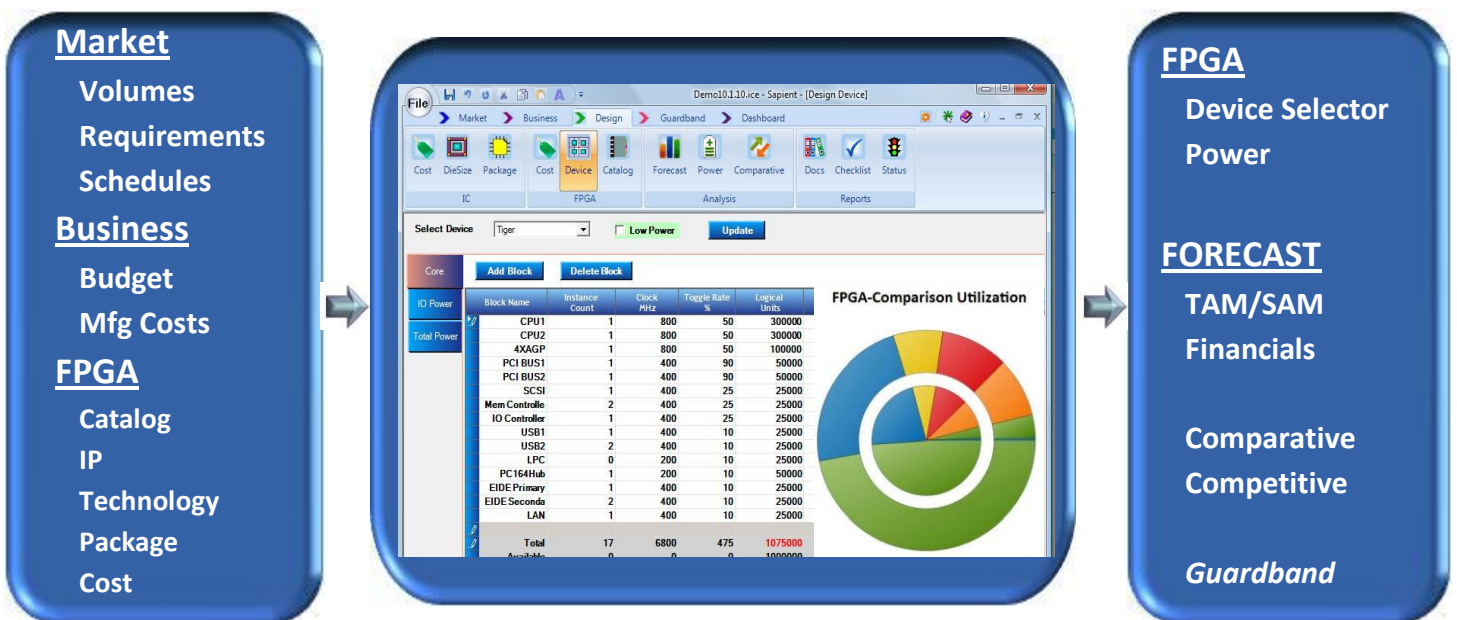 Market
Volumes
Requirements
Schedules
Business
Budget
Mfg Costs
FPGA
Catalog
IP
Technology
Package
Cost
File
Demo10.1.10.ice - Sapient - [Design Device]
Market Business Design Guardband Dashboard
Cost DieSize Package Cost Device Catalog Forecast Power Comparative Docs Checklist Status
IC FPGA Analysis Reports
Select Device Tiger Low Power Update
Core Add Block Delete Block
IO Power
Total Power
Block Name Instance Count Clock MHz Toggle Rate % Logical Units
CPU1 1 800 50 300000
CPU2 1 800 50 300000
4XAGP 1 800 50 100000
PCI BUS1 1 400 90 50000
PCI BUS2 1 400 90 50000
SCSI 1 400 25 25000
Mem Controlle 2 400 25 25000
IO Controller 1 400 25 25000
USB1 1 400 10 25000
USB2 2 400 10 25000
LPC 0 200 10 25000
PC164Hub 1 200 10 50000
EIDE Primary 1 400 10 25000
EIDE Seconda 2 400 10 25000
LAN 1 400 10 25000
Total 17 6800 475 1075000
Available 0 0 0 1000000
FPGA-Comparison Utilization
FPGA
Device Selector
Power
FORECAST
TAM/SAM
Financials
Comparative
Competitive
Guardband